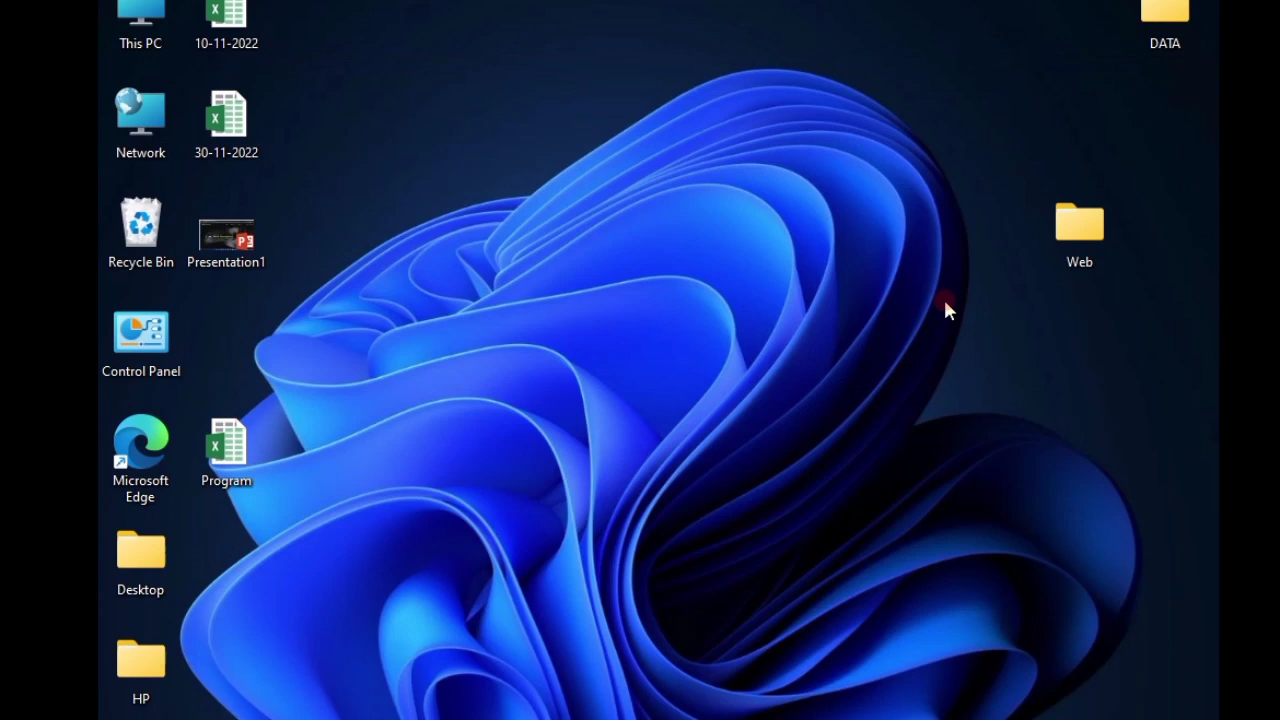 This PC
10-11-2022
DATA
Network
30-11-2022
Recycle Bin
Presentation1
Web
Control Panel
Microsoft
Edge
Program
Desktop
HP